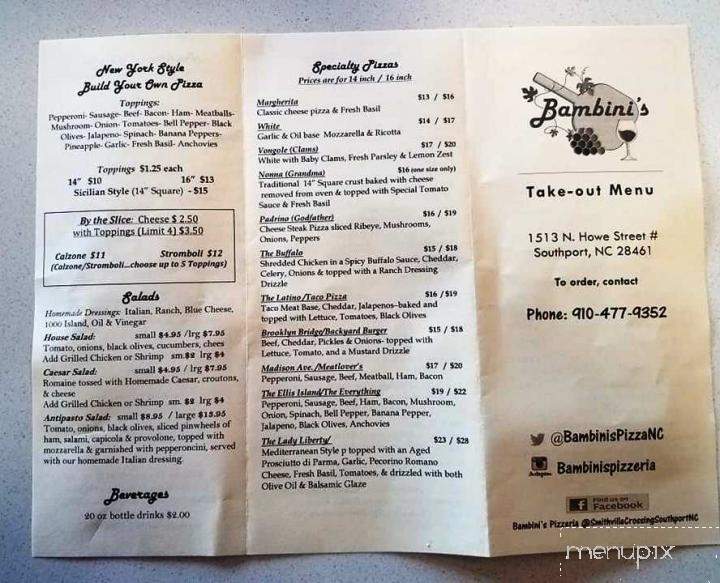 New York Style
Build Your Own Pizza
Toppings:
Pepperoni- Sausage- Beef- Bacon- Ham- Meatballs-
Mushroom- Onion- Tomatoes- Bell Pepper- Black
Olives- Jalapeno- Spinach- Banana Peppers-
Pineapple- Garlic- Fresh Basil- Anchovies
Toppings $1.25 each
14" $10 16" $13
Sicilian Style (14" Square) - $15
By the Slice: Cheese $ 2.50
with Toppings (Limit 4) $3.50
Calzone $11 Stromboli $12
(Calzone/Stromboli...choose up to 5 Toppings)
Salads
Homemade Dressings: Italian, Ranch, Blue Cheese,
1000 Island, Oil & Vinegar
House Salad: small $4.95 /lrg $7.95
Tomato, onions, black olives, cucumbers, chees
Add Grilled Chicken or Shrimp sm.$2 lrg $4
Caesar Salad: small $4.95 / lrg $7.95
Romaine tossed with Homemade Caesar, croutons,
& cheese
Add Grilled Chicken or Shrimp sm. $2 lrg $4
Antipasto Salad: small $8.95 / large $15.95
Tomato, onions, black olives, sliced pinwheels of
ham, salami, capicola & provolone, topped with
mozzarella & garnished with pepperoncini, served
with our homemade Italian dressing.
Beverages
20 oz bottle drinks $2.00
Specialty Pizzas
Prices are for 14 inch / 16 inch
Margherita $13 / $16
Classic cheese pizza & Fresh Basil
White $14 / $17
Garlic & Oil base Mozzarella & Ricotta
Vongole (Clams) $17 / $20
White with Baby Clams, Fresh Parsley & Lemon Zest
Nonna (Grandma) $16 (one size only)
Traditional 14" Square crust baked with cheese
removed from oven & topped with Special Tomato
Sauce & Fresh Basil
Padrino (Godfather) $16 / $19
Cheese Steak Pizza sliced Ribeye, Mushrooms,
Onions, Peppers
The Buffalo $15 / $18
Shredded Chicken in a Spicy Buffalo Sauce, Cheddar,
Celery, Onions & topped with a Ranch Dressing
Drizzle
The Latino /Taco Pizza $16 /$19
Taco Meat Base, Cheddar, Jalapenos-baked and
topped with Lettuce, Tomatoes, Black Olives
Brooklyn Bridge/Backyard Burger $15 / $18
Beef, Cheddar, Pickles & Onions- topped with
Lettuce, Tomato, and a Mustard Drizzle
Madison Ave./Meatlover's $17 / $20
Pepperoni, Sausage, Beef, Meatball, Ham, Bacon
The Ellis Island/The Everything $19 / $22
Pepperoni, Sausage, Beef, Ham, Bacon, Mushroom,
Onion, Spinach, Bell Pepper, Banana Pepper,
Jalapeno, Black Olives, Anchovies
The Lady Liberty/ $23 / $28
Mediterranean Style p topped with an Aged
Prosciutto di Parma, Garlic, Pecorino Romano
Cheese, Fresh Basil, Tomatoes, & drizzled with both
Olive Oil & Balsamic Glaze
Bambini's
Take-out Menu
1513 N. Howe Street #
Southport, NC 28461
To order, contact
Phone: 910-477-9352
@BambinisPizzaNC
Instagram
Bambinispizzeria
f Find us on
Facebook
Bambini's Pizzeria @SmithvilleCrossingSouthportNC
menupix